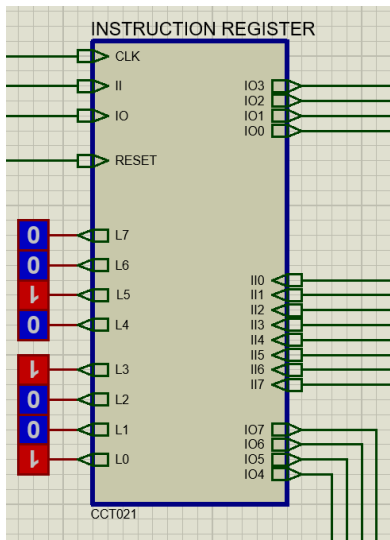 INSTRUCTION REGISTER
CLK
II
IO
RESET
IO3
IO2
IO1
IO0
0 L7
0 L6
1 L5
0 L4
1 L3
0 L2
0 L1
1 L0
II0
II1
II2
II3
II4
II5
II6
II7
IO7
IO6
IO5
IO4
CCT021